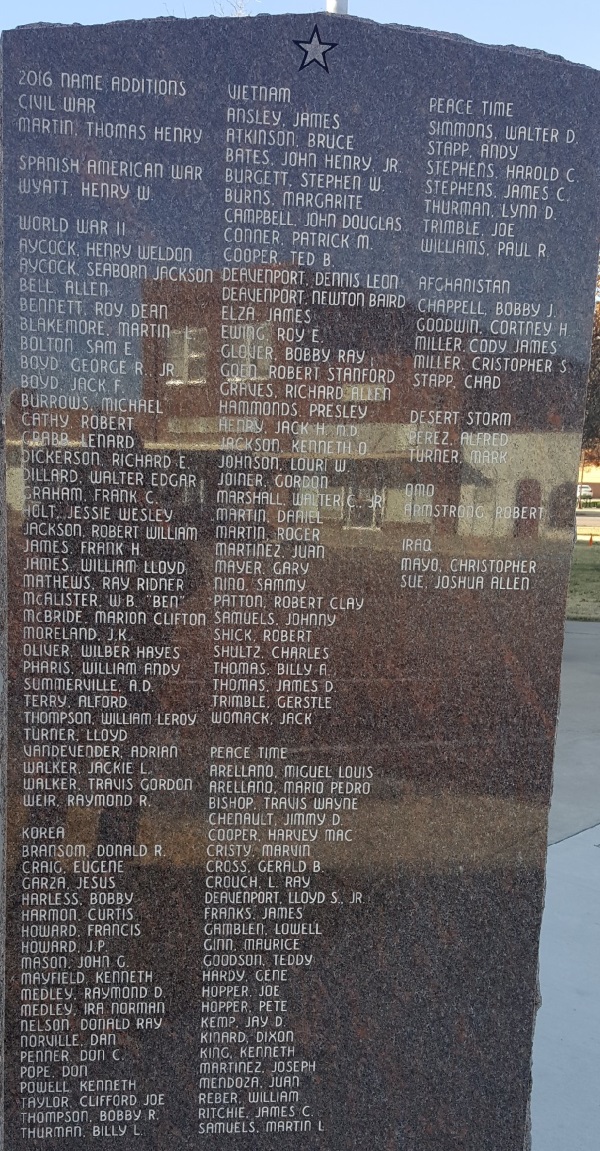 2016 NAME ADDITIONS
CIVIL WAR
MARTIN, THOMAS HENRY
SPANISH AMERICAN WAR
WYATT, HENRY W.
WORLD WAR II
AYCOCK, HENRY WELDON
AYCOCK, SEABORN JACKSON
BELL, ALLEN
BENNETT, ROY DEAN
BLAKEMORE, MARTIN
BOLTON, SAM E.
BOYD, GEORGE R., JR.
BOYD, JACK F.
BURROWS, MICHAEL
CATHY, ROBERT
CRABB, LENARD
DICKERSON, RICHARD E.
DILLARD, WALTER EDGAR
GRAHAM, FRANK C.
HOLT, JESSIE WESLEY
JACKSON, ROBERT WILLIAM
JAMES, FRANK H.
JAMES, WILLIAM LLOYD
MATHEWS, RAY RIDNER
McALISTER, W.B. "BEN"
McBRIDE, MARION CLIFTON
MORELAND, J.K.
OLIVER, WILBER HAYES
PHARIS, WILLIAM ANDY
SUMMERVILLE, A.D.
TERRY, ALFORD
THOMPSON, WILLIAM LEROY
TURNER, LLOYD
VANDEVENDER, ADRIAN
WALKER, JACKIE L.
WALKER, TRAVIS GORDON
WEIR, RAYMOND R.
KOREA
BRANSOM, DONALD R.
CRAIG, EUGENE
GARZA, JESUS
HARLESS, BOBBY
HARMON, CURTIS
HOWARD, FRANCIS
HOWARD, J.P.
MASON, JOHN G.
MAYFIELD, KENNETH
MEDLEY, RAYMOND D.
MEDLEY, IRA NORMAN
NELSON, DONALD RAY
NORVILLE, DAN
PENNER, DON C.
POPE, DON
POWELL, KENNETH
TAYLOR, CLIFFORD JOE
THOMPSON, BOBBY R.
THURMAN, BILLY L.
VIETNAM
ANSLEY, JAMES
ATKINSON, BRUCE
BATES, JOHN HENRY, JR.
BURGETT, STEPHEN W.
BURNS, MARGARITE
CAMPBELL, JOHN DOUGLAS
CONNER, PATRICK M.
COOPER, TED B.
DEAVENPORT, DENNIS LEON
DEAVENPORT, NEWTON BAIRD
ELZA, JAMES
EWING, ROY E.
GLOVER, BOBBY RAY
GOEN, ROBERT STANFORD
GRAVES, RICHARD ALLEN
HAMMONDS, PRESLEY
HENRY, JACK H. M.D.
JACKSON, KENNETH O.
JOHNSON, LOURI W.
JOINER, GORDON
MARSHALL, WALTER C., JR.
MARTIN, DANIEL
MARTIN, ROGER
MARTINEZ, JUAN
MAYER, GARY
NINO, SAMMY
PATTON, ROBERT CLAY
SAMUELS, JOHNNY
SHICK, ROBERT
SHULTZ, CHARLES
THOMAS, BILLY A.
THOMAS, JAMES D.
TRIMBLE, GERSTLE
WOMACK, JACK
PEACE TIME
ARELLANO, MIGUEL LOUIS
ARELLANO, MARIO PEDRO
BISHOP, TRAVIS WAYNE
CHENAULT, JIMMY D.
COOPER, HARVEY MAC
CRISTY, MARVIN
CROSS, GERALD B.
CROUCH, L. RAY
DEAVENPORT, LLOYD S., JR.
FRANKS, JAMES
GAMBLEN, LOWELL
GINN, MAURICE
GOODSON, TEDDY
HARDY, GENE
HOPPER, JOE
HOPPER, PETE
KEMP, JAY D.
KINARD, DIXON
KING, KENNETH
MARTINEZ, JOSEPH
MENDOZA, JUAN
REBER, WILLIAM
RITCHIE, JAMES C.
SAMUELS, MARTIN L
PEACE TIME
SIMMONS, WALTER D.
STAPP, ANDY
STEPHENS, HAROLD C.
STEPHENS, JAMES C.
THURMAN, LYNN D.
TRIMBLE, JOE
WILLIAMS, PAUL R.
AFGHANISTAN
CHAPPELL, BOBBY J.
GOODWIN, CORTNEY H.
MILLER, CODY JAMES
MILLER, CRISTOPHER S.
STAPP, CHAD
DESERT STORM
PEREZ, ALFRED
TURNER, MARK
OMO
ARMSTRONG, ROBERT
IRAQ
MAYO, CHRISTOPHER
SUE, JOSHUA ALLEN